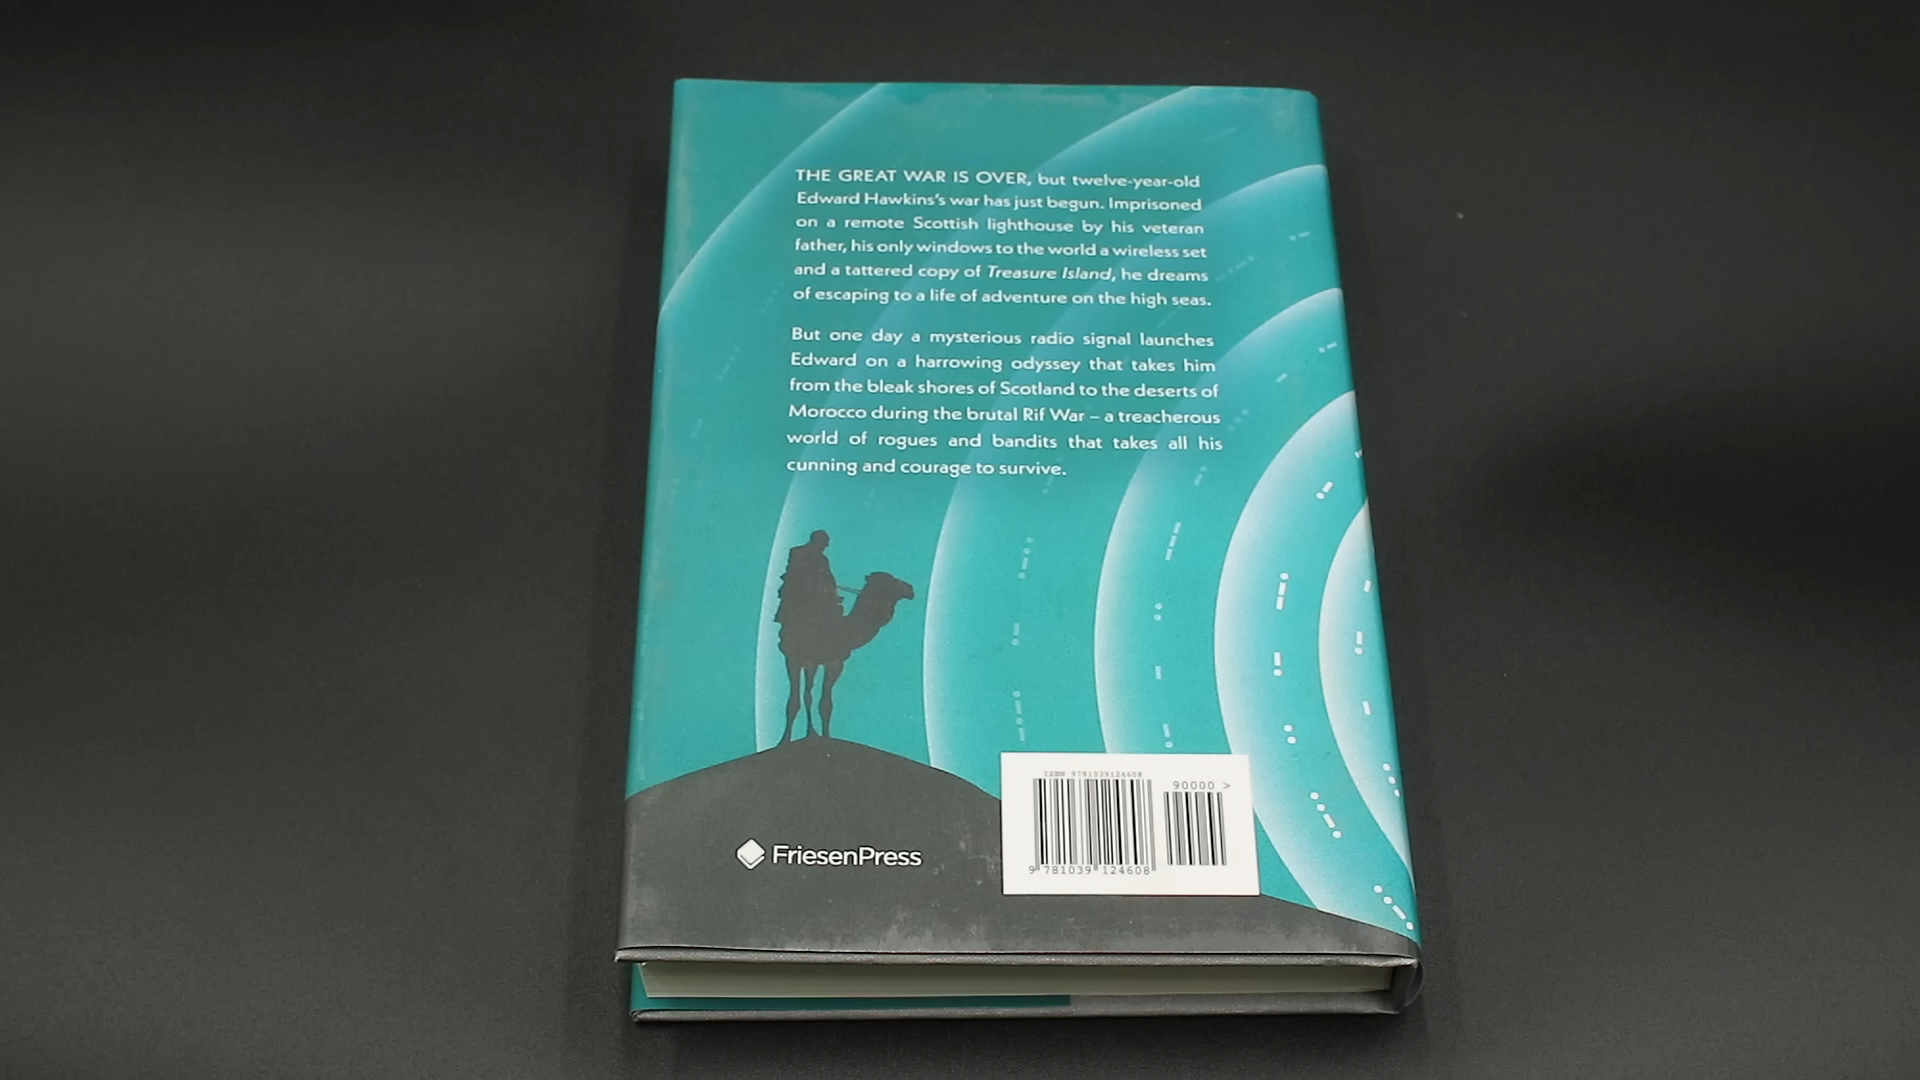 THE GREAT WAR IS OVER, but twelve-year-old
Edward Hawkins's war has just begun. Imprisoned
on a remote Scottish lighthouse by his veteran
father, his only windows to the world a wireless set
and a tattered copy of Treasure Island, he dreams
of escaping to a life of adventure on the high seas.
But one day a mysterious radio signal launches
Edward on a harrowing odyssey that takes him
from the bleak shores of Scotland to the deserts of
Morocco during the brutal Rif War – a treacherous
world of rogues and bandits that takes all his
cunning and courage to survive.
ISBN 9781039124608
90000 >
9 781039 124608
FriesenPress